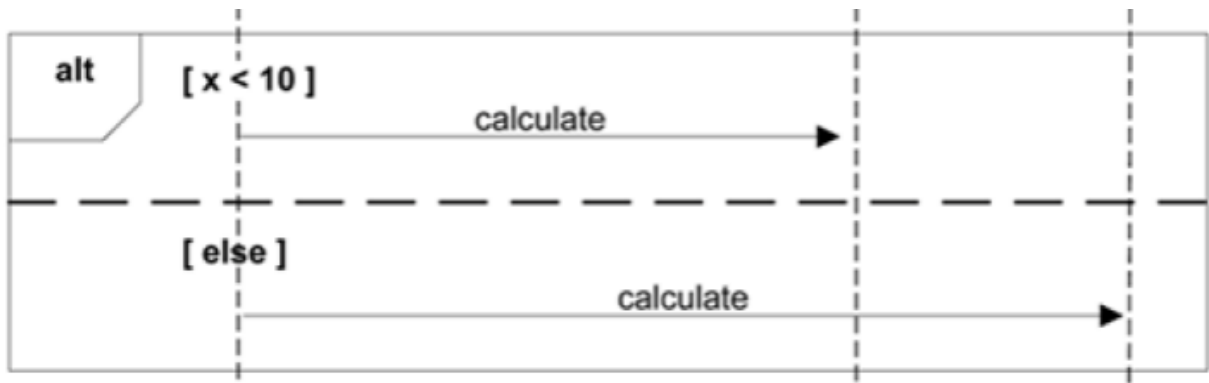 alt
[ x < 10 ]
calculate
[ else ]
calculate